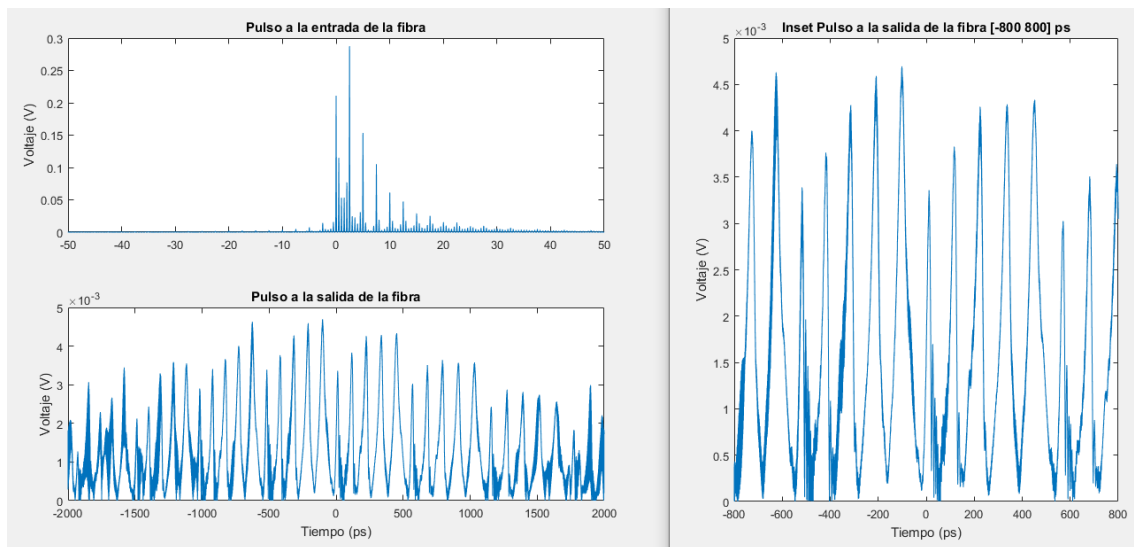 Pulso a la entrada de la fibra
0.3
0.25
0.2
0.15
0.1
0.05
0
Voltaje (V)
-50 -40 -30 -20 -10 0 10 20 30 40 50
Pulso a la salida de la fibra
×10-3
5
4
3
2
1
0
Voltaje (V)
-2000 -1500 -1000 -500 0 500 1000 1500 2000
Tiempo (ps)
Inset Pulso a la salida de la fibra [-800 800] ps
×10-3
5
4.5
4
3.5
3
2.5
2
1.5
1
0.5
0
Voltaje (V)
-800 -600 -400 -200 0 200 400 600 800
Tiempo (ps)